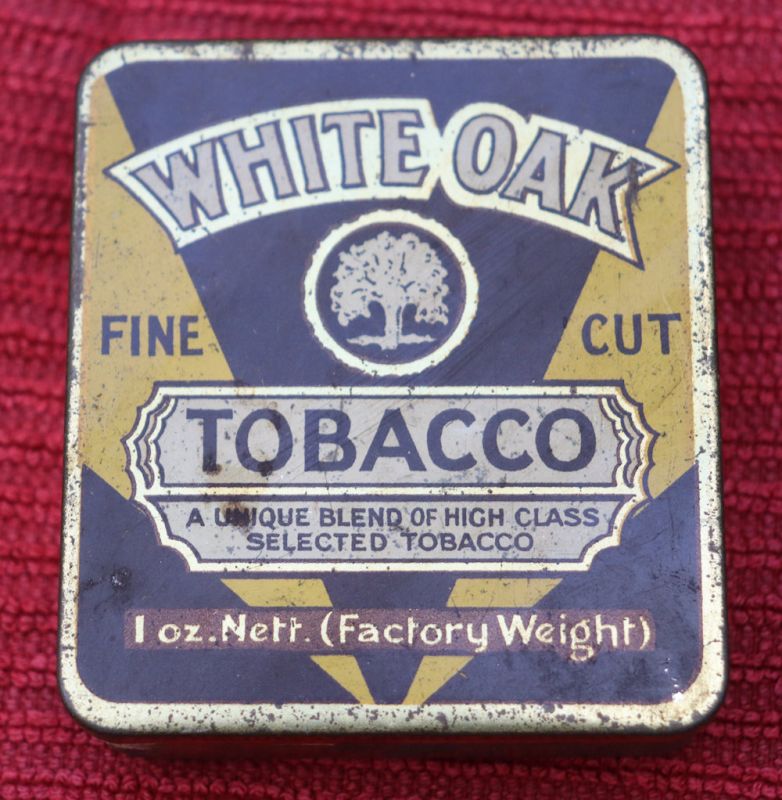 WHITE OAK
FINE CUT
TOBACCO
A UNIQUE BLEND OF HIGH CLASS
SELECTED TOBACCO
1 oz. Nett. (Factory Weight)